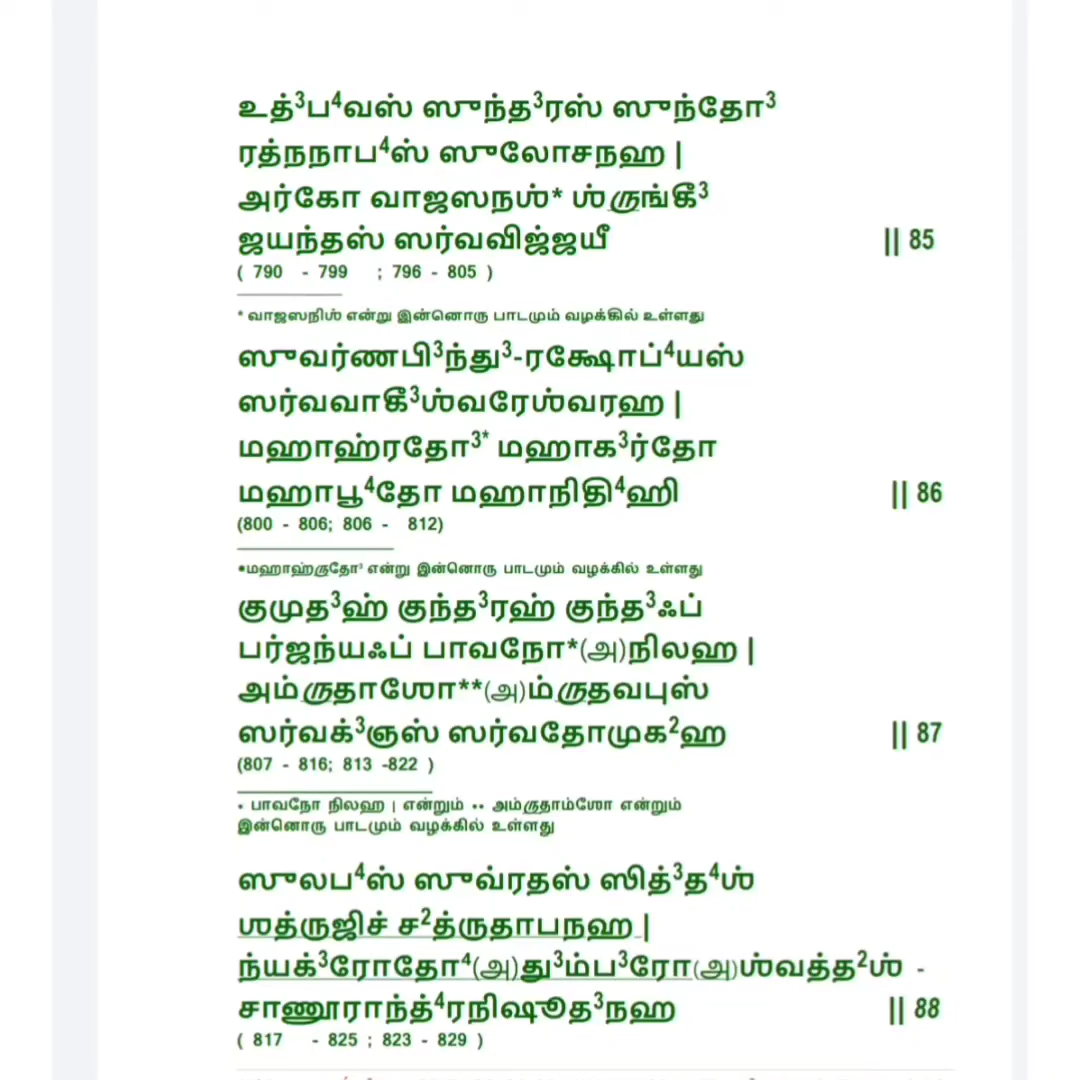 உத்³ப⁴வஸ் ஸுந்த³ரஸ் ஸுந்தோ³
ரத்நநாப⁴ஸ் ஸுலோசநஹ |
அர்கோ வாஜஸநஶ்* ஶ்ருங்கீ³
ஜயந்தஸ் ஸர்வவிஜ்ஜயீ || 85
( 790 - 799 ; 796 - 805 )
* வாஜஸநிஶ் என்று இன்னொரு பாடமும் வழக்கில் உள்ளது
ஸுவர்ணபி³ந்து³-ரக்ஷோப்⁴யஸ்
ஸர்வவாகீ³ஶ்வரேஶ்வரஹ |
மஹாஹ்ரதோ³* மஹாக³ர்தோ
மஹாபூ⁴தோ மஹாநிதி⁴ஹி || 86
(800 - 806; 806 - 812)
*மஹாஹ்குதோ³ என்று இன்னொரு பாடமும் வழக்கில் உள்ளது
குமுத³ஹ் குந்த³ரஹ் குந்த³ஃப்
பர்ஜந்யஃப் பாவநோ*(அ)நிலஹ |
அம்ருதாஶோ**(அ)ம்ருதவபுஸ்
ஸர்வக்³ஞஸ் ஸர்வதோமுக²ஹ || 87
(807 - 816; 813 -822 )
* பாவநோ நிலஹ | என்றும் ** அம்ருதாம்ஶோ என்றும்
இன்னொரு பாடமும் வழக்கில் உள்ளது
ஸுலப⁴ஸ் ஸுவ்ரதஸ் ஸித்³த⁴ஶ்
ஶத்ருஜிச் ச²த்ருதாபநஹ |
ந்யக்³ரோதோ⁴(அ)து³ம்ப³ரோ(அ)ஶ்வத்த²ஶ் -
சாணூராந்த்⁴ரநிஷூத³நஹ || 88
( 817 - 825 ; 823 - 829 )